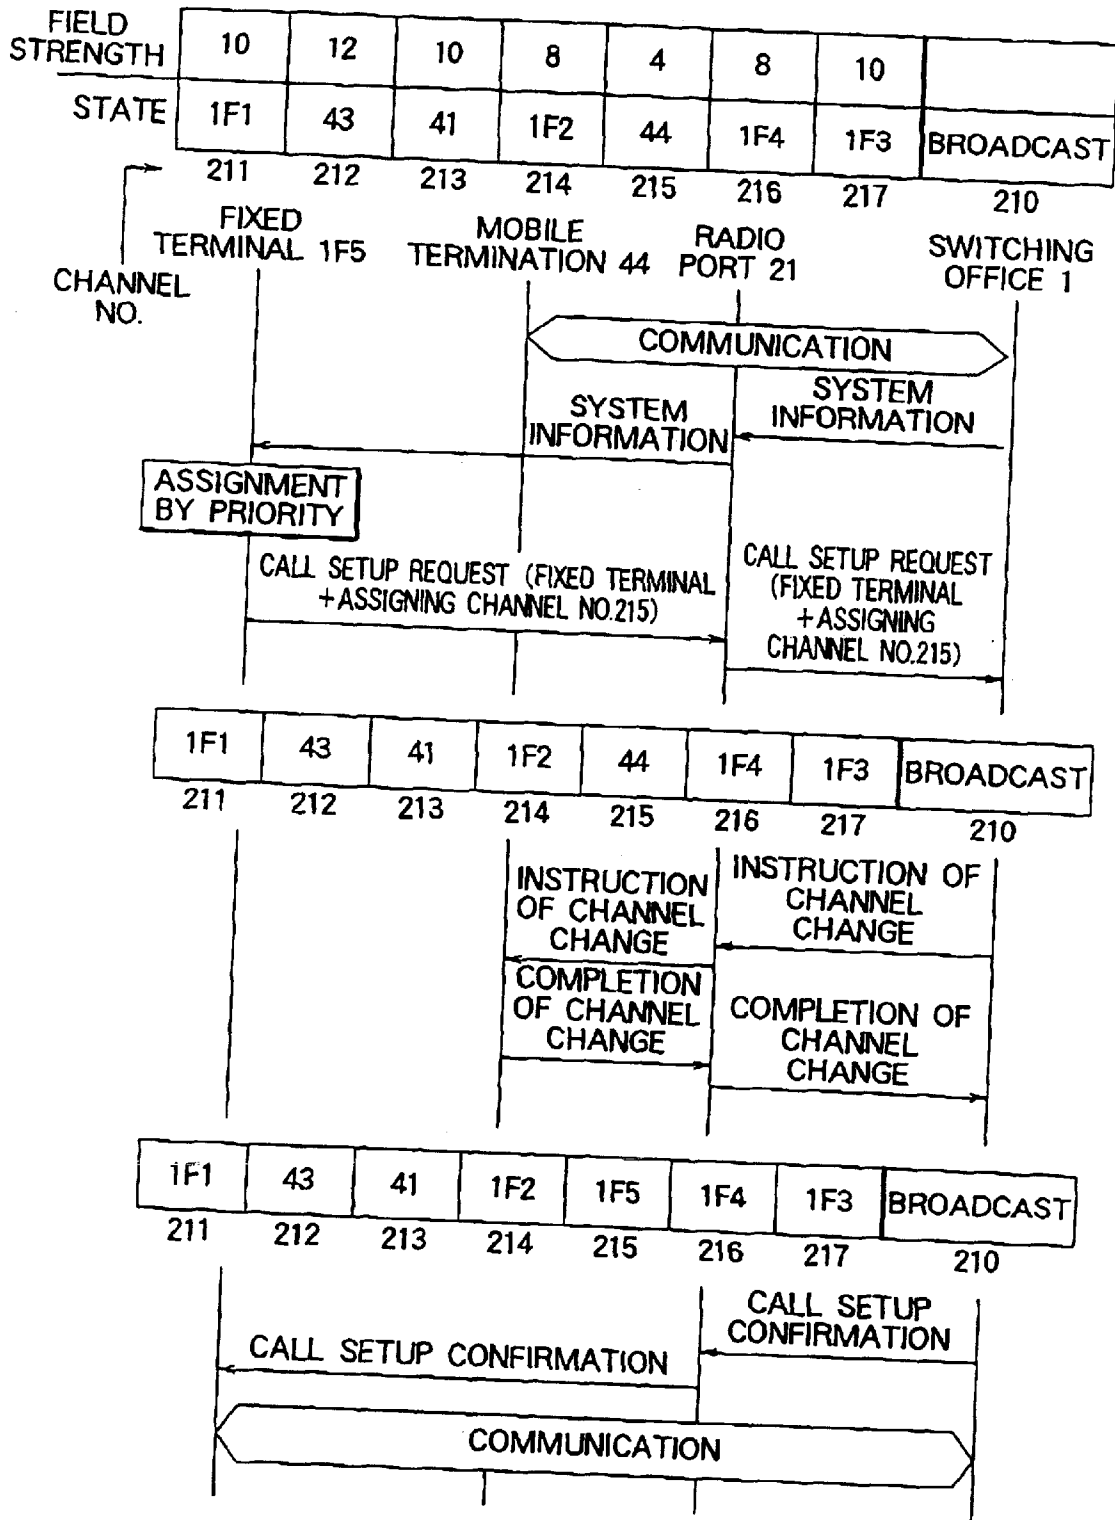 FIELD STRENGTH 10 12 10 8 4 8 10
STATE 1F1 43 41 1F2 44 1F4 1F3 BROADCAST
211 212 213 214 215 216 217 210
CHANNEL
NO.
FIXED
TERMINAL 1F5
MOBILE
TERMINATION 44
RADIO
PORT 21
SWITCHING
OFFICE 1
COMMUNICATION
SYSTEM
INFORMATION
SYSTEM
INFORMATION
ASSIGNMENT
BY PRIORITY
CALL SETUP REQUEST (FIXED TERMINAL
+ASSIGNING CHANNEL NO.215)
CALL SETUP REQUEST
(FIXED TERMINAL
+ASSIGNING
CHANNEL NO.215)
1F1 43 41 1F2 44 1F4 1F3 BROADCAST
211 212 213 214 215 216 217 210
INSTRUCTION
OF CHANNEL
CHANGE
INSTRUCTION OF
CHANNEL
CHANGE
COMPLETION
OF CHANNEL
CHANGE
COMPLETION OF
CHANNEL
CHANGE
1F1 43 41 1F2 1F5 1F4 1F3 BROADCAST
211 212 213 214 215 216 217 210
CALL SETUP
CONFIRMATION
CALL SETUP CONFIRMATION
COMMUNICATION